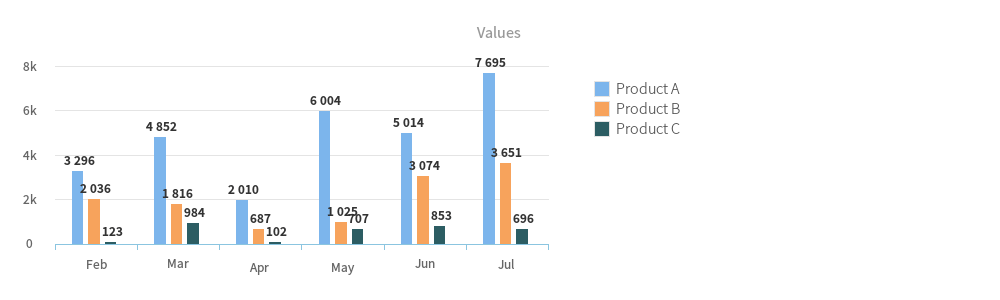 Values
8k
6k
4k
2k
0
3 296
2 036
123
4 852
1 816
984
2 010
687
102
6 004
1 025
707
5 014
3 074
853
7 695
3 651
696
Feb
Mar
Apr
May
Jun
Jul
Product A
Product B
Product C